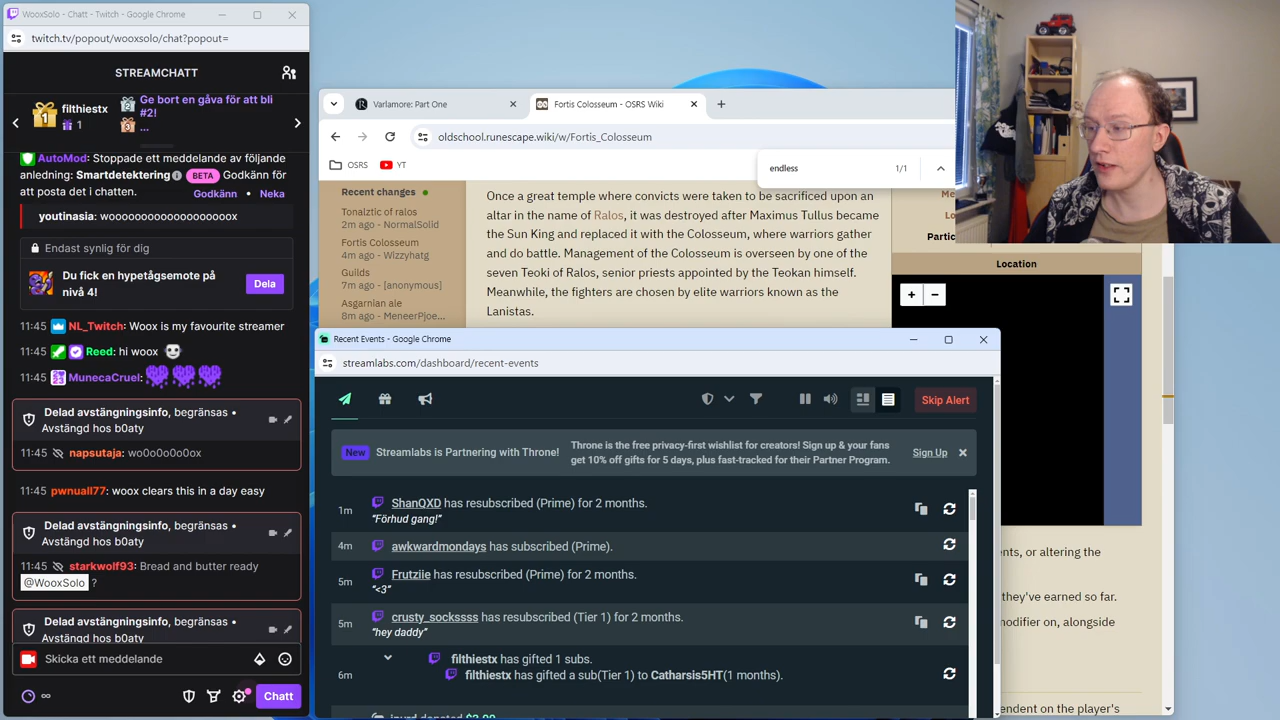 WooxSolo - Chatt - Twitch - Google Chrome
twitch.tv/popout/wooxsolo/chat?popout=
STREAMCHATT
filthiestx
1
1
2
Ge bort en gåva för att bli
#2!
3
...
AutoMod: Stoppade ett meddelande av följande
anledning: Smartdetektering BETA Godkänn för
att posta det i chatten.
Godkänn • Neka
youtinasia: woooooooooooooooooox
Endast synlig för dig
Du fick en hypetågsemote på
nivå 4!
Dela
11:45 NL_Twitch: Woox is my favourite streamer
11:45 Reed: hi woox
11:45 MunecaCruel:
Delad avstängningsinfo, begränsas •
Avstängd hos b0aty
11:45 napsutaja: wo0o0o0o0ox
11:45 pwnuall77: woox clears this in a day easy
Delad avstängningsinfo, begränsas •
Avstängd hos b0aty
11:45 starkwolf93: Bread and butter ready
@WooxSolo ?
Delad avstängningsinfo, begränsas •
Avstängd hos b0aty
Skicka ett meddelande
Chatt
Varlamore: Part One
Fortis Colosseum - OSRS Wiki
oldschool.runescape.wiki/w/Fortis_Colosseum
OSRS
YT
endless
1/1
Recent changes
Tonalztic of ralos
2m ago - NormalSolid
Fortis Colosseum
4m ago - Wizzyhatg
Guilds
7m ago - [anonymous]
Asgarnian ale
8m ago - MeneerPjoe...
Once a great temple where convicts were taken to be sacrificed upon an
altar in the name of Ralos, it was destroyed after Maximus Tullus became
the Sun King and replaced it with the Colosseum, where warriors gather
and do battle. Management of the Colosseum is overseen by one of the
seven Teoki of Ralos, senior priests appointed by the Teokan himself.
Meanwhile, the fighters are chosen by elite warriors known as the
Lanistas.
Partic
Location
+
−
Recent Events - Google Chrome
streamlabs.com/dashboard/recent-events
Skip Alert
New
Streamlabs is Partnering with Throne!
Throne is the free privacy-first wishlist for creators! Sign up & your fans
get 10% off gifts for 5 days, plus fast-tracked for their Partner Program.
Sign Up
1m
ShanQXD has resubscribed (Prime) for 2 months.
"Förhud gang!"
4m
awkwardmondays has subscribed (Prime).
5m
Frutziie has resubscribed (Prime) for 2 months.
"<3"
5m
crusty_sockssss has resubscribed (Tier 1) for 2 months.
"hey daddy"
6m
filthiestx has gifted 1 subs.
filthiestx has gifted a sub(Tier 1) to Catharsis5HT(1 months).
ents, or altering the
they've earned so far.
modifier on, alongside
endent on the player's